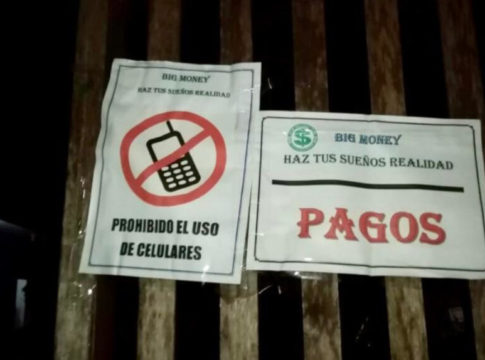 BIG MONEY
HAZ TUS SUEÑOS REALIDAD
PROHIBIDO EL USO
DE CELULARES
BIG MONEY
HAZ TUS SUEÑOS REALIDAD
PAGOS